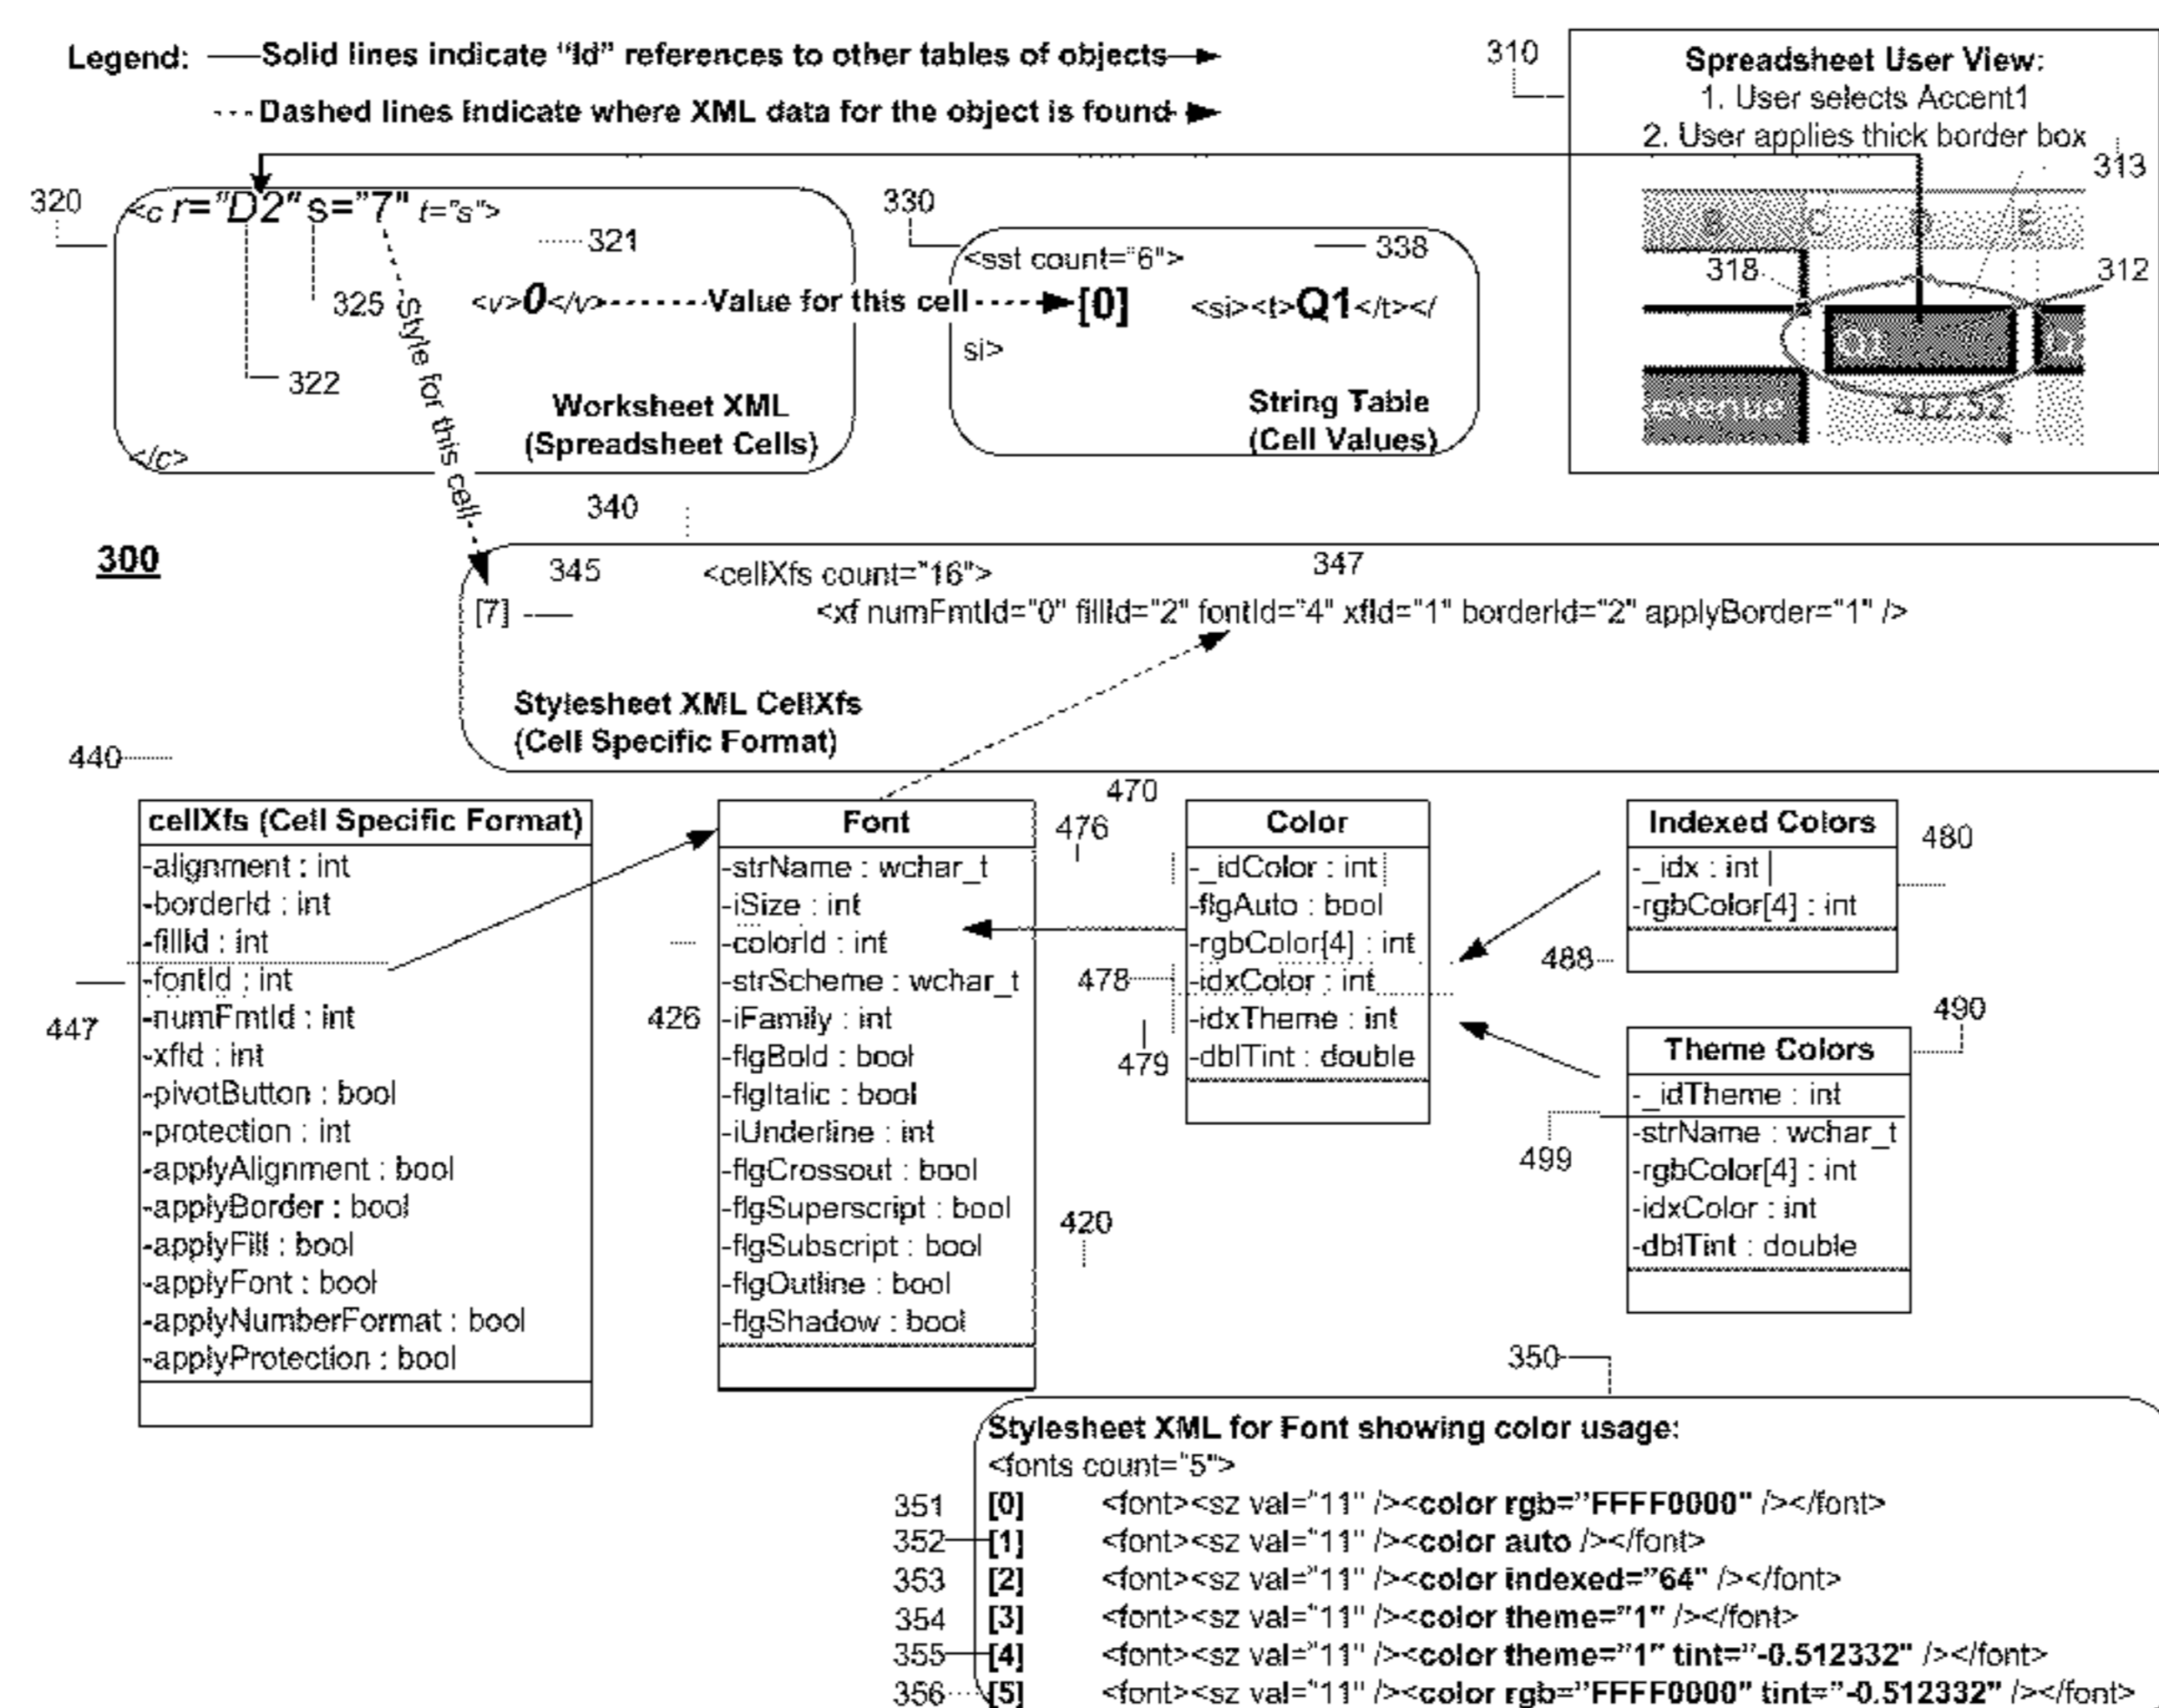 Legend: Solid lines indicate "Id" references to other tables of objects
Dashed lines indicate where XML data for the object is found
310
Spreadsheet User View:
1. User selects Accent1
2. User applies thick border box
313
B C D E
318
312
Q1
evenue
320
<c r="D2" s="7" t="s">
321
325
<v>0</v>
Value for this cell
322
Style for this cell
Worksheet XML
(Spreadsheet Cells)
</c>
330
<sst count="6">
338
[0] <si><t>Q1</t></
si>
String Table
(Cell Values)
300
340
345
<cellXfs count="16">
347
[7] <xf numFmtId="0" fillId="2" fontId="4" xfId="1" borderId="2" applyBorder="1" />
Stylesheet XML CellXfs
(Cell Specific Format)
440
cellXfs (Cell Specific Format)
-alignment : int
-borderId : int
-fillId : int
-fontId : int
-numFmtId : int
-xfId : int
-pivotButton : bool
-protection : int
-applyAlignment : bool
-applyBorder : bool
-applyFill : bool
-applyFont : bool
-applyNumberFormat : bool
-applyProtection : bool
447
Font
-strName : wchar_t
-iSize : int
-colorId : int
-strScheme : wchar_t
-iFamily : int
-flgBold : bool
-flgItalic : bool
-iUnderline : int
-flgCrossout : bool
-flgSuperscript : bool
-flgSubscript : bool
-flgOutline : bool
-flgShadow : bool
426
420
470
476
Color
-_idColor : int
-flgAuto : bool
-rgbColor[4] : int
-idxColor : int
-idxTheme : int
-dblTint : double
478
479
Indexed Colors
-_idx : int
-rgbColor[4] : int
480
488
490
Theme Colors
-_idTheme : int
-strName : wchar_t
-rgbColor[4] : int
-idxColor : int
-dblTint : double
499
350
Stylesheet XML for Font showing color usage:
<fonts count="5">
351 [0] <font><sz val="11" /><color rgb="FFFF0000" /></font>
352 [1] <font><sz val="11" /><color auto /></font>
353 [2] <font><sz val="11" /><color indexed="64" /></font>
354 [3] <font><sz val="11" /><color theme="1" /></font>
355 [4] <font><sz val="11" /><color theme="1" tint="-0.512332" /></font>
356 [5] <font><sz val="11" /><color rgb="FFFF0000" tint="-0.512332" /></font>